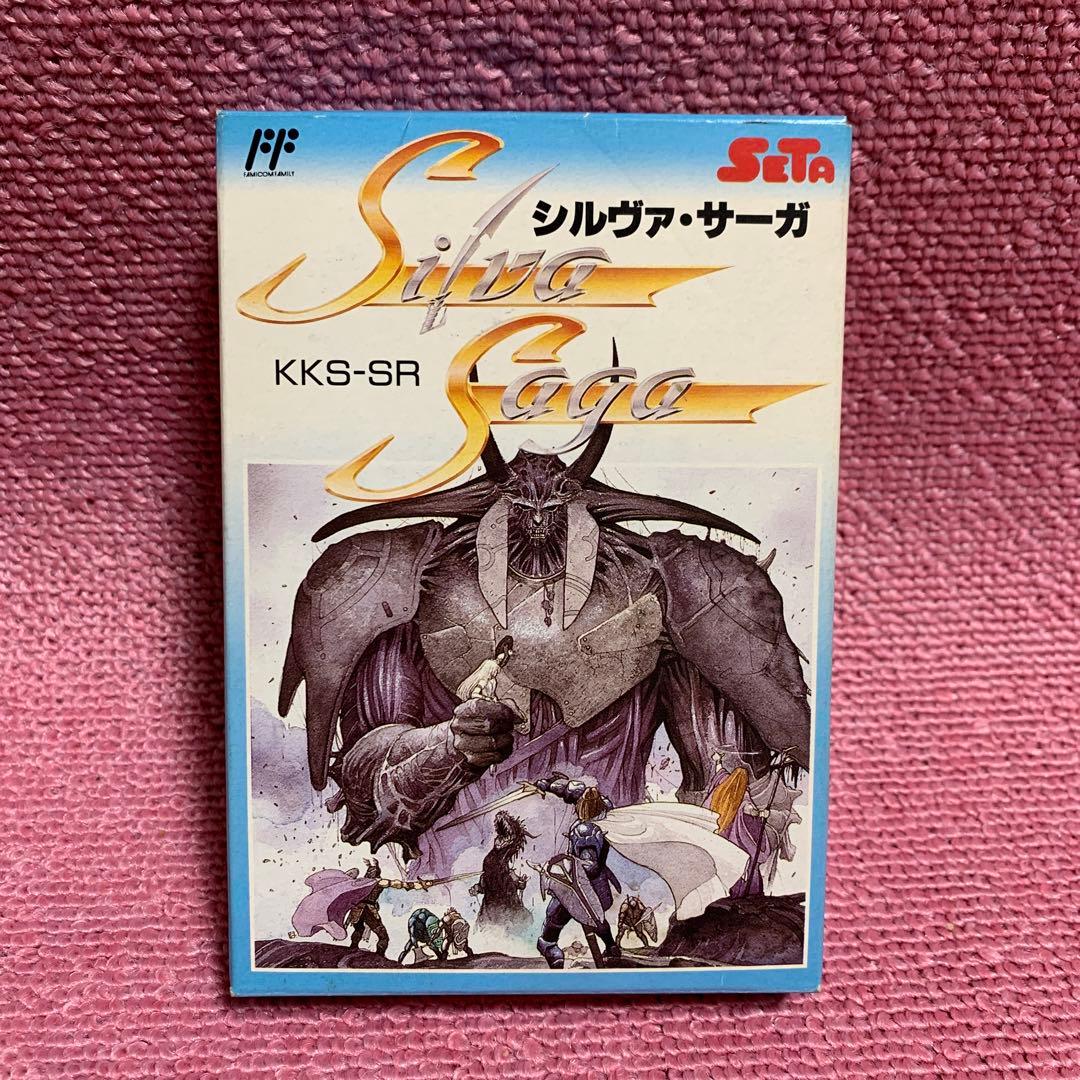 FF
FAMICOM FAMILY
SETA
シルヴァ・サーガ
Silva
KKS-SR
Saga